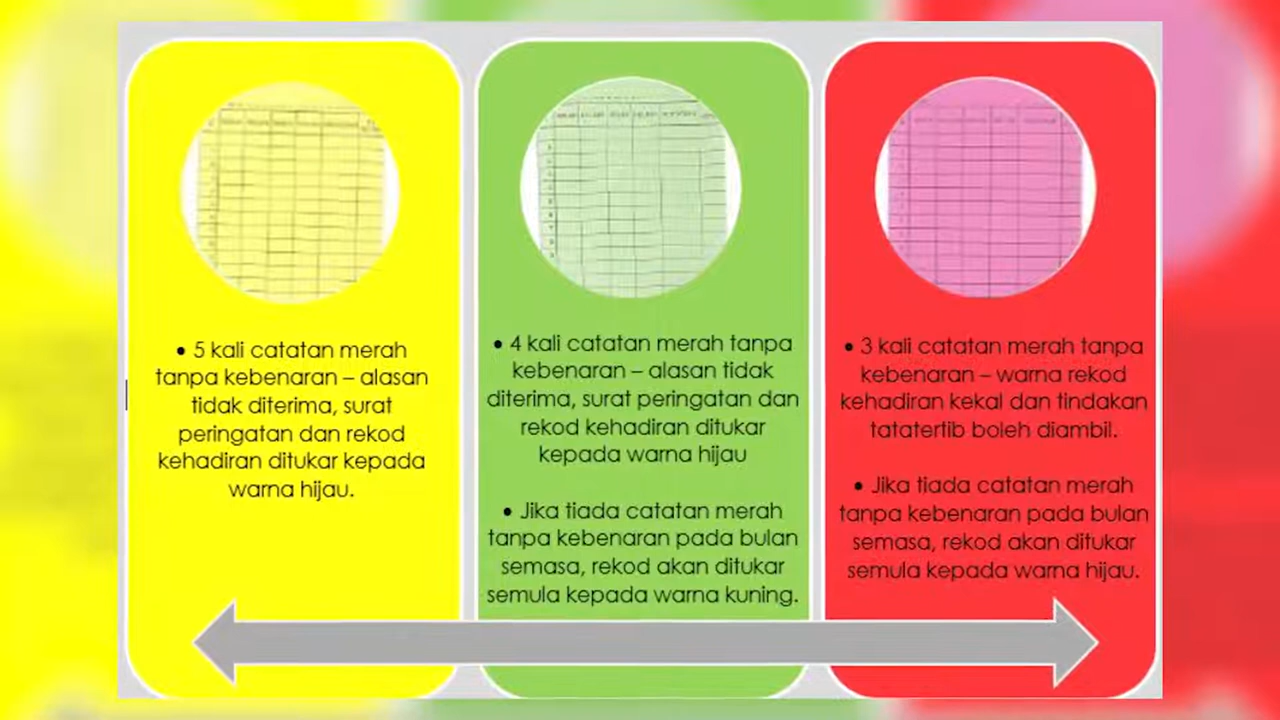 • 5 kali catatan merah
tanpa kebenaran – alasan
tidak diterima, surat
peringatan dan rekod
kehadiran ditukar kepada
warna hijau.
• 4 kali catatan merah tanpa
kebenaran – alasan tidak
diterima, surat peringatan dan
rekod kehadiran ditukar
kepada warna hijau
• Jika tiada catatan merah
tanpa kebenaran pada bulan
semasa, rekod akan ditukar
semula kepada warna kuning.
• 3 kali catatan merah tanpa
kebenaran – warna rekod
kehadiran kekal dan tindakan
tatatertib boleh diambil.
• Jika tiada catatan merah
tanpa kebenaran pada bulan
semasa, rekod akan ditukar
semula kepada warna hijau.